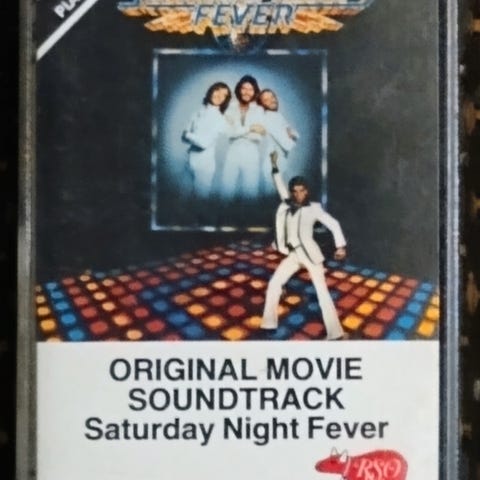 FEVER
ORIGINAL MOVIE
SOUNDTRACK
Saturday Night Fever
RSO